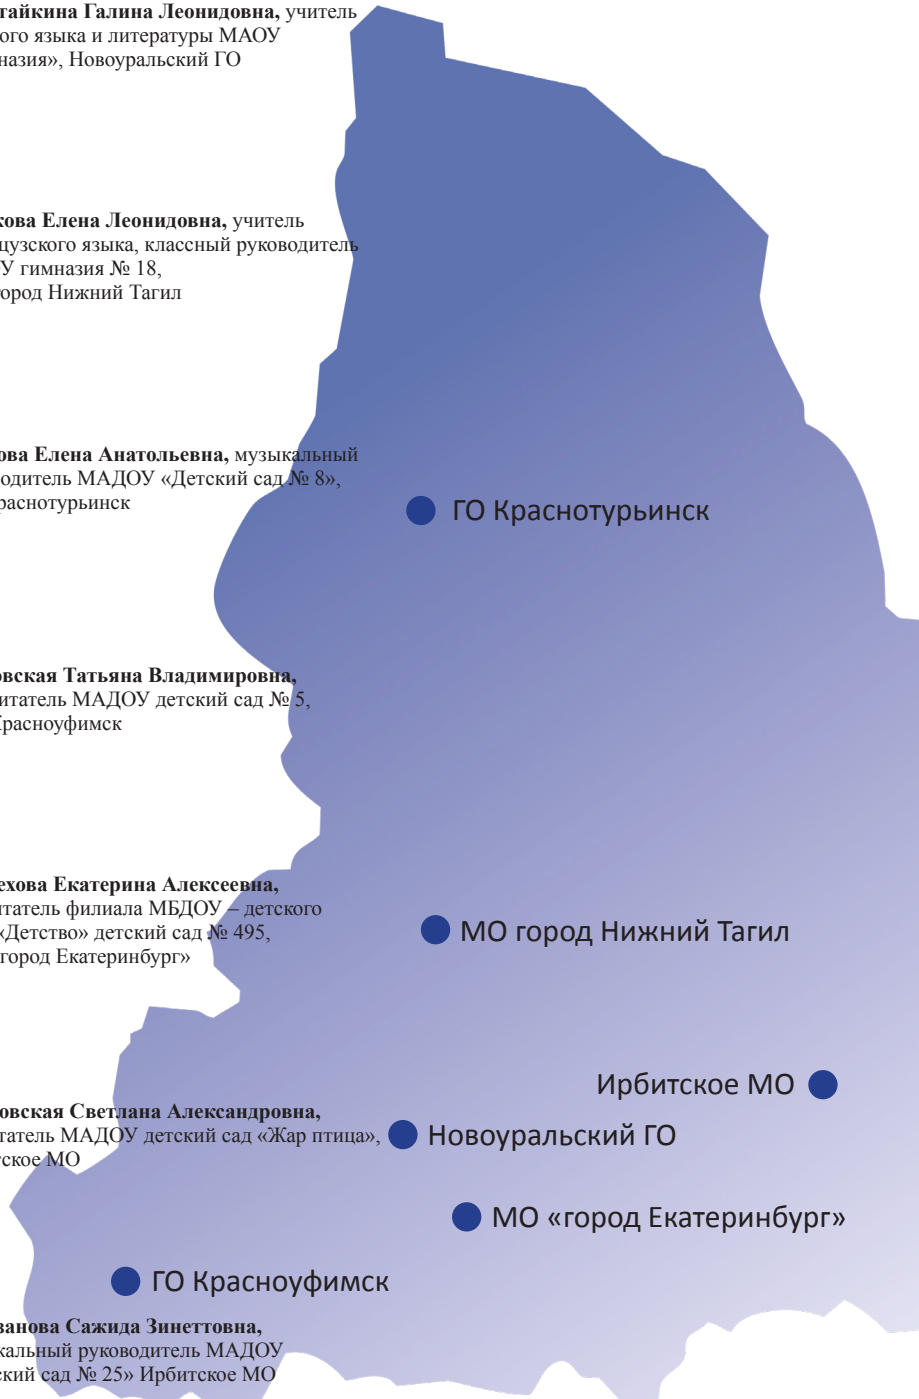 тайкина Галина Леонидовна, учитель
ого языка и литературы МАОУ
назия», Новоуральский ГО
кова Елена Леонидовна, учитель
цузского языка, классный руководитель
У гимназия № 18,
город Нижний Тагил
ова Елена Анатольевна, музыкальный
одитель МАДОУ «Детский сад № 8»,
раснотурьинск
ГО Краснотурьинск
овская Татьяна Владимировна,
итатель МАДОУ детский сад № 5,
Красноуфимск
ехова Екатерина Алексеевна,
итатель филиала МБДОУ – детского
«Детство» детский сад № 495,
город Екатеринбург»
МО город Нижний Тагил
Ирбитское МО
овская Светлана Александровна,
татель МАДОУ детский сад «Жар птица»,
тское МО
Новоуральский ГО
МО «город Екатеринбург»
ГО Красноуфимск
ванова Сажида Зинеттовна,
кальный руководитель МАДОУ
ский сад № 25» Ирбитское МО